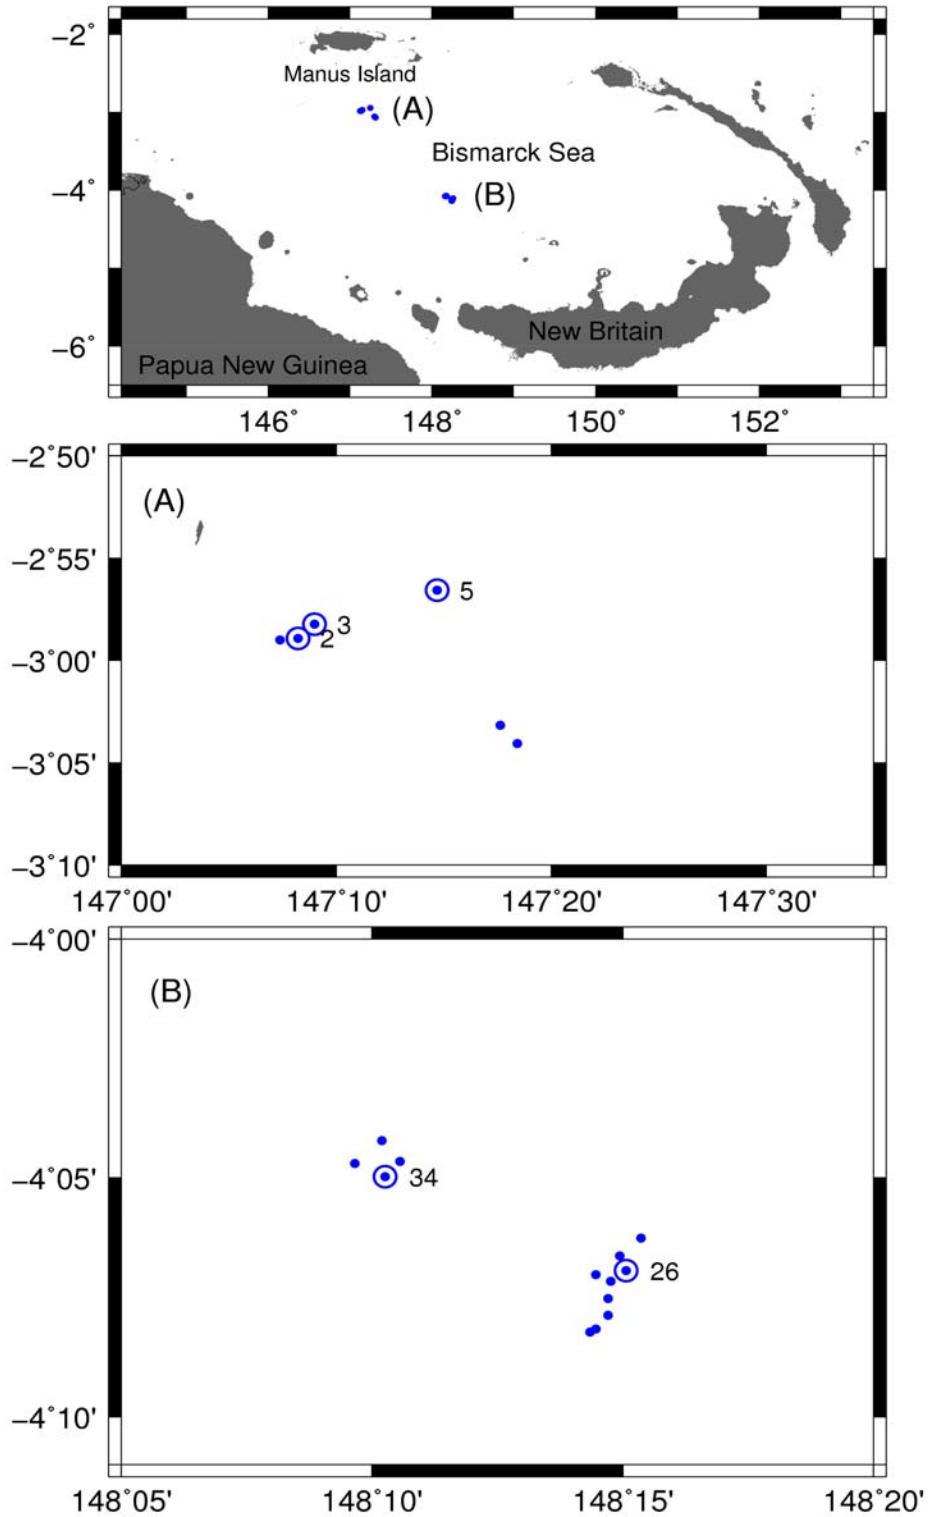 −2°
Manus Island
(A)
Bismarck Sea
−4°
(B)
New Britain
−6°
Papua New Guinea
146° 148° 150° 152°
−2°50'
(A)
−2°55'
5
3
2
−3°00'
−3°05'
−3°10'
147°00' 147°10' 147°20' 147°30'
−4°00'
(B)
−4°05'
34
26
−4°10'
148°05' 148°10' 148°15' 148°20'